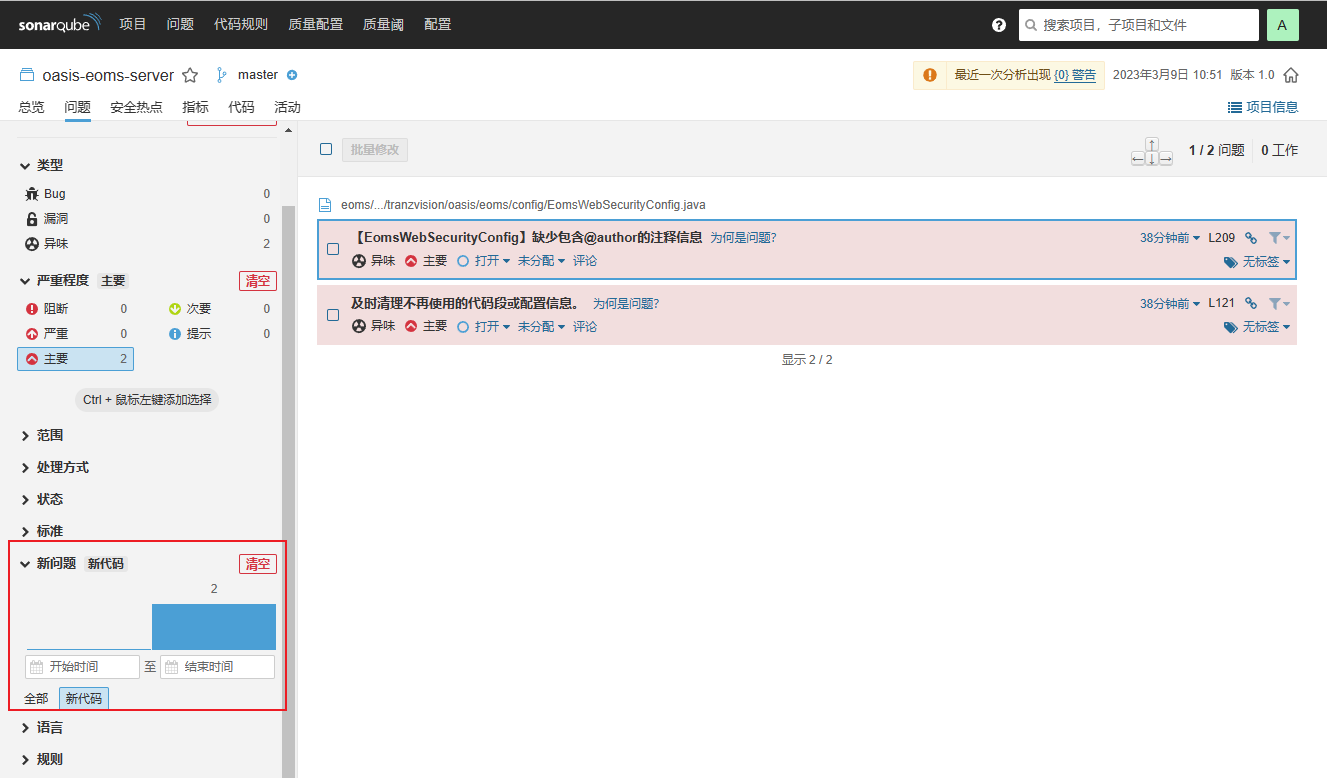 sonarqube 项目 问题 代码规则 质量配置 质量阈 配置 ? 搜索项目，子项目和文件 A
oasis-eoms-server master 最近一次分析出现 {0} 警告 2023年3月9日 10:51 版本 1.0
总览 问题 安全热点 指标 代码 活动 项目信息
类型
Bug 0
漏洞 0
异味 2
严重程度 主要 清空
阻断 0 次要 0
严重 0 提示 0
主要 2
Ctrl + 鼠标左键添加选择
范围
处理方式
状态
标准
新问题 新代码 清空
2
开始时间 至 结束时间
全部 新代码
语言
规则
批量修改 1 / 2 问题 0 工作
eoms/.../tranzvision/oasis/eoms/config/EomsWebSecurityConfig.java
【EomsWebSecurityConfig】缺少包含@author的注释信息 为何是问题? 38分钟前 L209
异味 主要 打开 未分配 评论 无标签
及时清理不再使用的代码段或配置信息。 为何是问题? 38分钟前 L121
异味 主要 打开 未分配 评论 无标签
显示 2 / 2